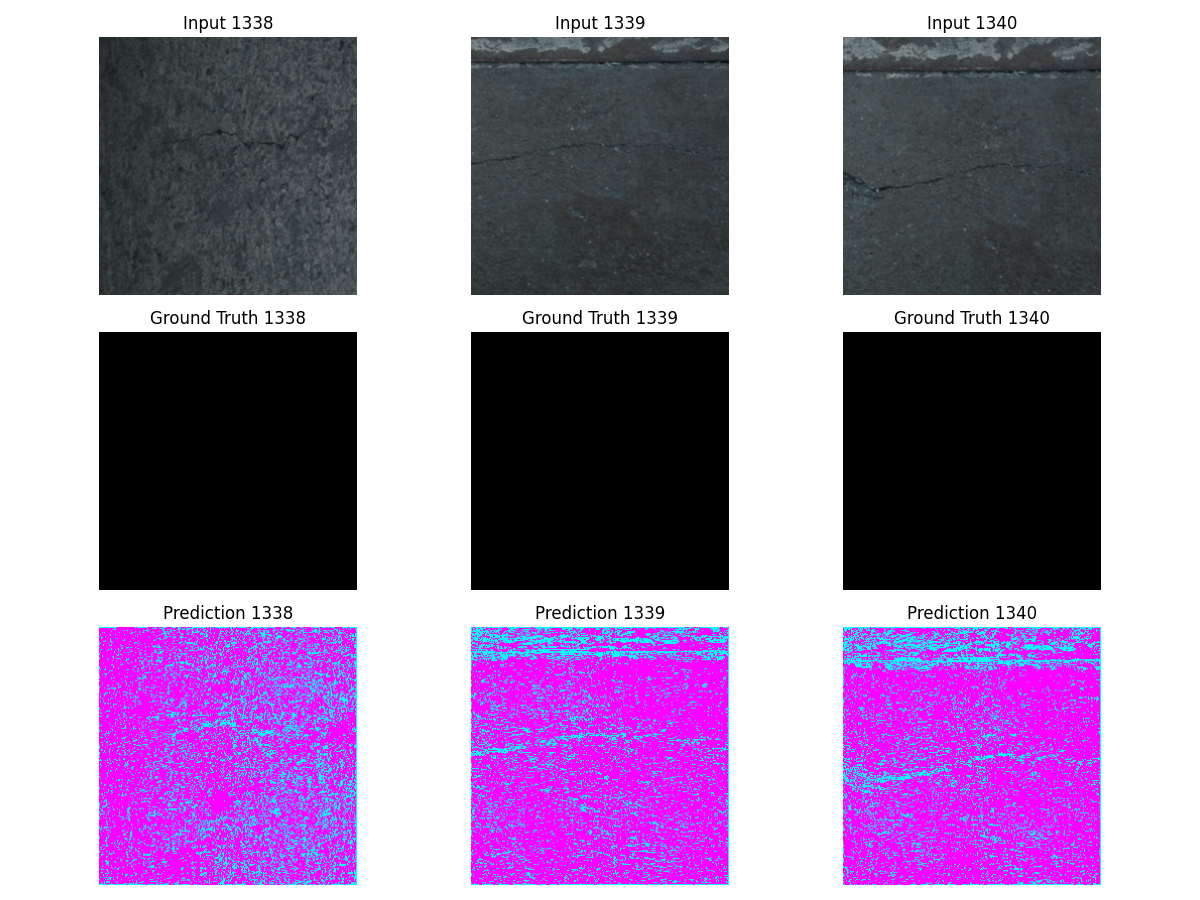 Input 1338
Input 1339
Input 1340
Ground Truth 1338
Ground Truth 1339
Ground Truth 1340
Prediction 1338
Prediction 1339
Prediction 1340